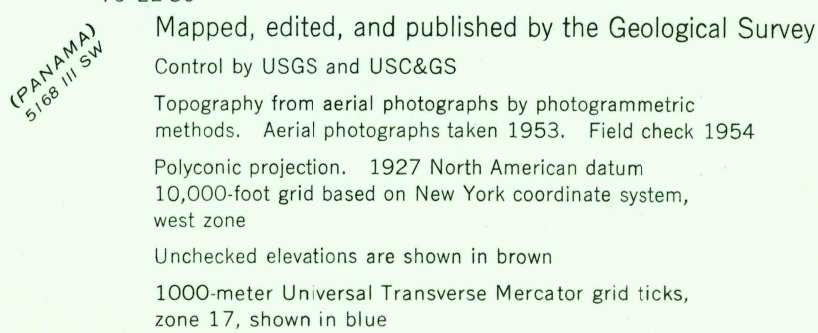 (PANAMA)
5168 III SW
Mapped, edited, and published by the Geological Survey
Control by USGS and USC&GS
Topography from aerial photographs by photogrammetric
methods. Aerial photographs taken 1953. Field check 1954
Polyconic projection. 1927 North American datum
10,000-foot grid based on New York coordinate system,
west zone
Unchecked elevations are shown in brown
1000-meter Universal Transverse Mercator grid ticks,
zone 17, shown in blue